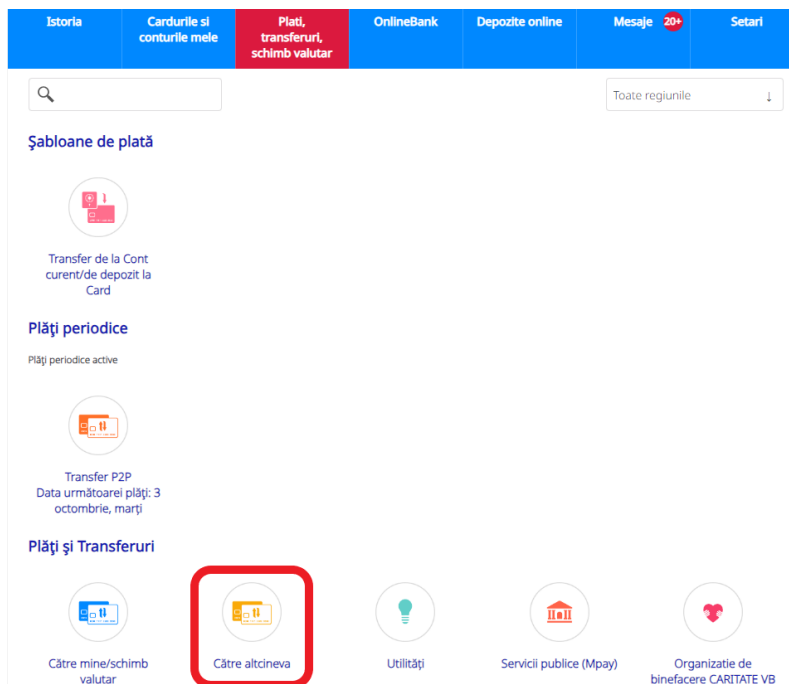 Istoria
Cardurile si
conturile mele
Plati,
transferuri,
schimb valutar
OnlineBank
Depozite online
Mesaje 20+
Setari
Toate regiunile ↓
Șabloane de plată
Transfer de la Cont
curent/de depozit la
Card
Plăţi periodice
Plăţi periodice active
Transfer P2P
Data următoarei plăţi: 3
octombrie, marţi
Plăţi şi Transferuri
Către mine/schimb
valutar
Către altcineva
Utilităţi
Servicii publice (Mpay)
Organizatie de
binefacere CARITATE VB